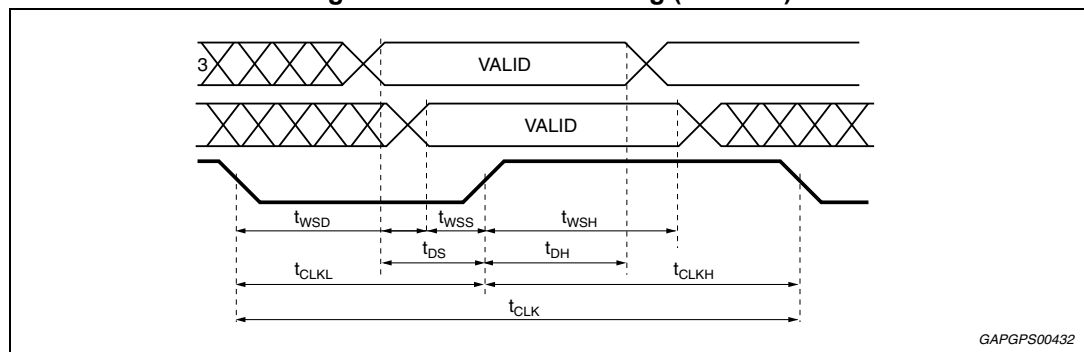 3
VALID
VALID
tWSD
tWSS
tWSH
tDS
tDH
tCLKL
tCLKH
tCLK
GAPGPS00432